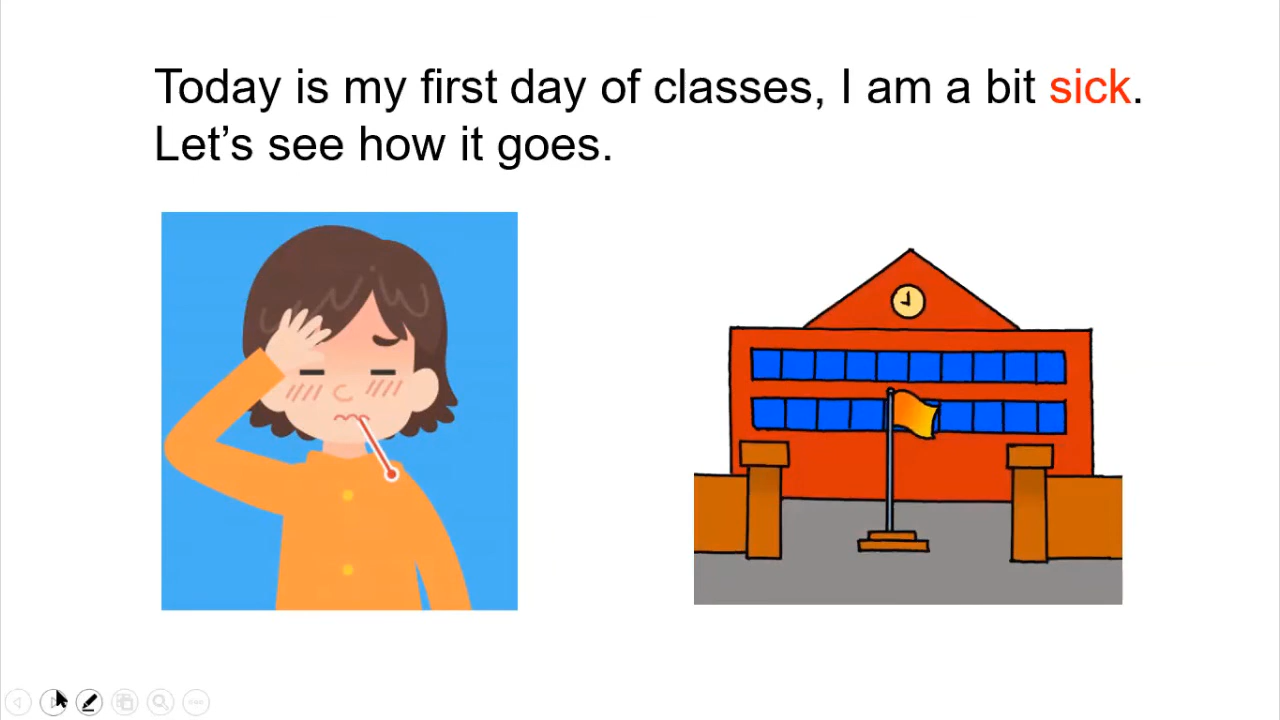 Today is my first day of classes, I am a bit sick.
Let’s see how it goes.